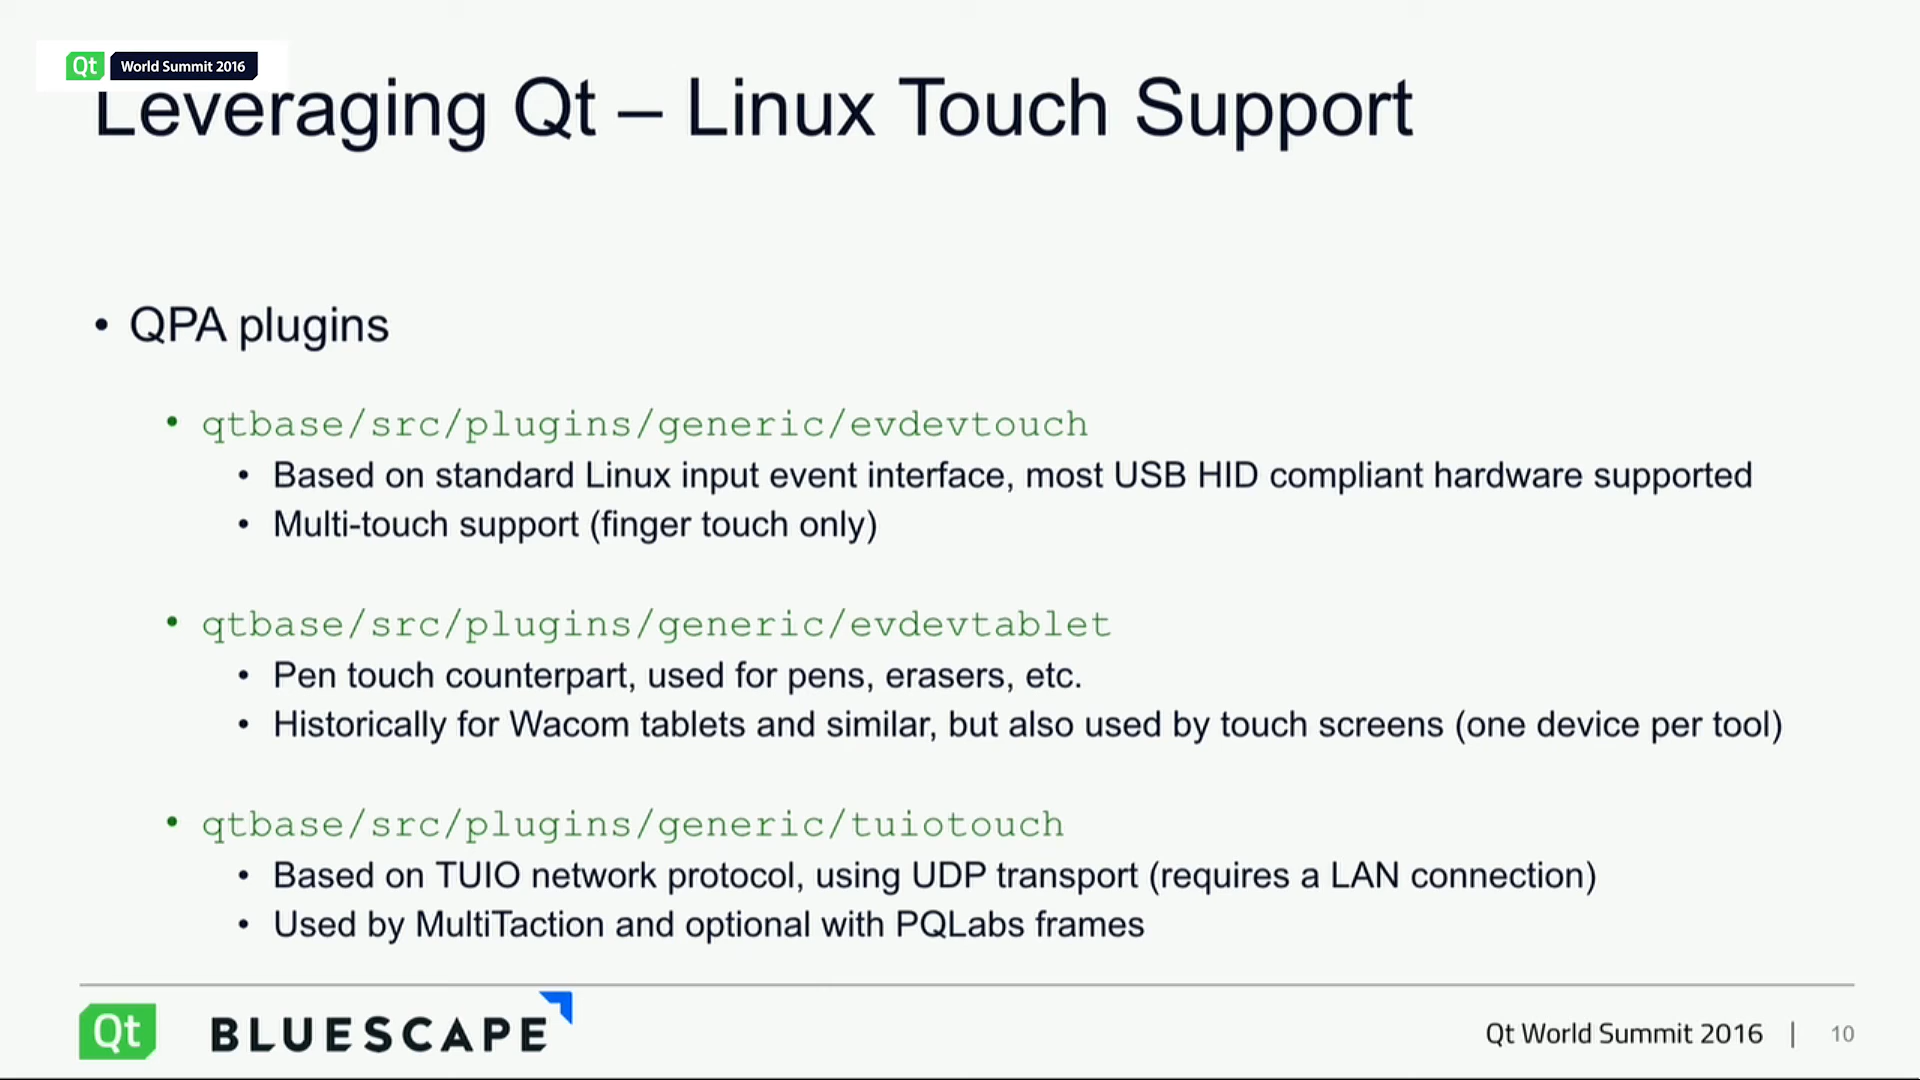 Qt World Summit 2016
Leveraging Qt – Linux Touch Support
• QPA plugins
• qtbase/src/plugins/generic/evdevtouch
• Based on standard Linux input event interface, most USB HID compliant hardware supported
• Multi-touch support (finger touch only)
• qtbase/src/plugins/generic/evdevtablet
• Pen touch counterpart, used for pens, erasers, etc.
• Historically for Wacom tablets and similar, but also used by touch screens (one device per tool)
• qtbase/src/plugins/generic/tuiotouch
• Based on TUIO network protocol, using UDP transport (requires a LAN connection)
• Used by MultiTaction and optional with PQLabs frames
Qt BLUESCAPE Qt World Summit 2016 | 10